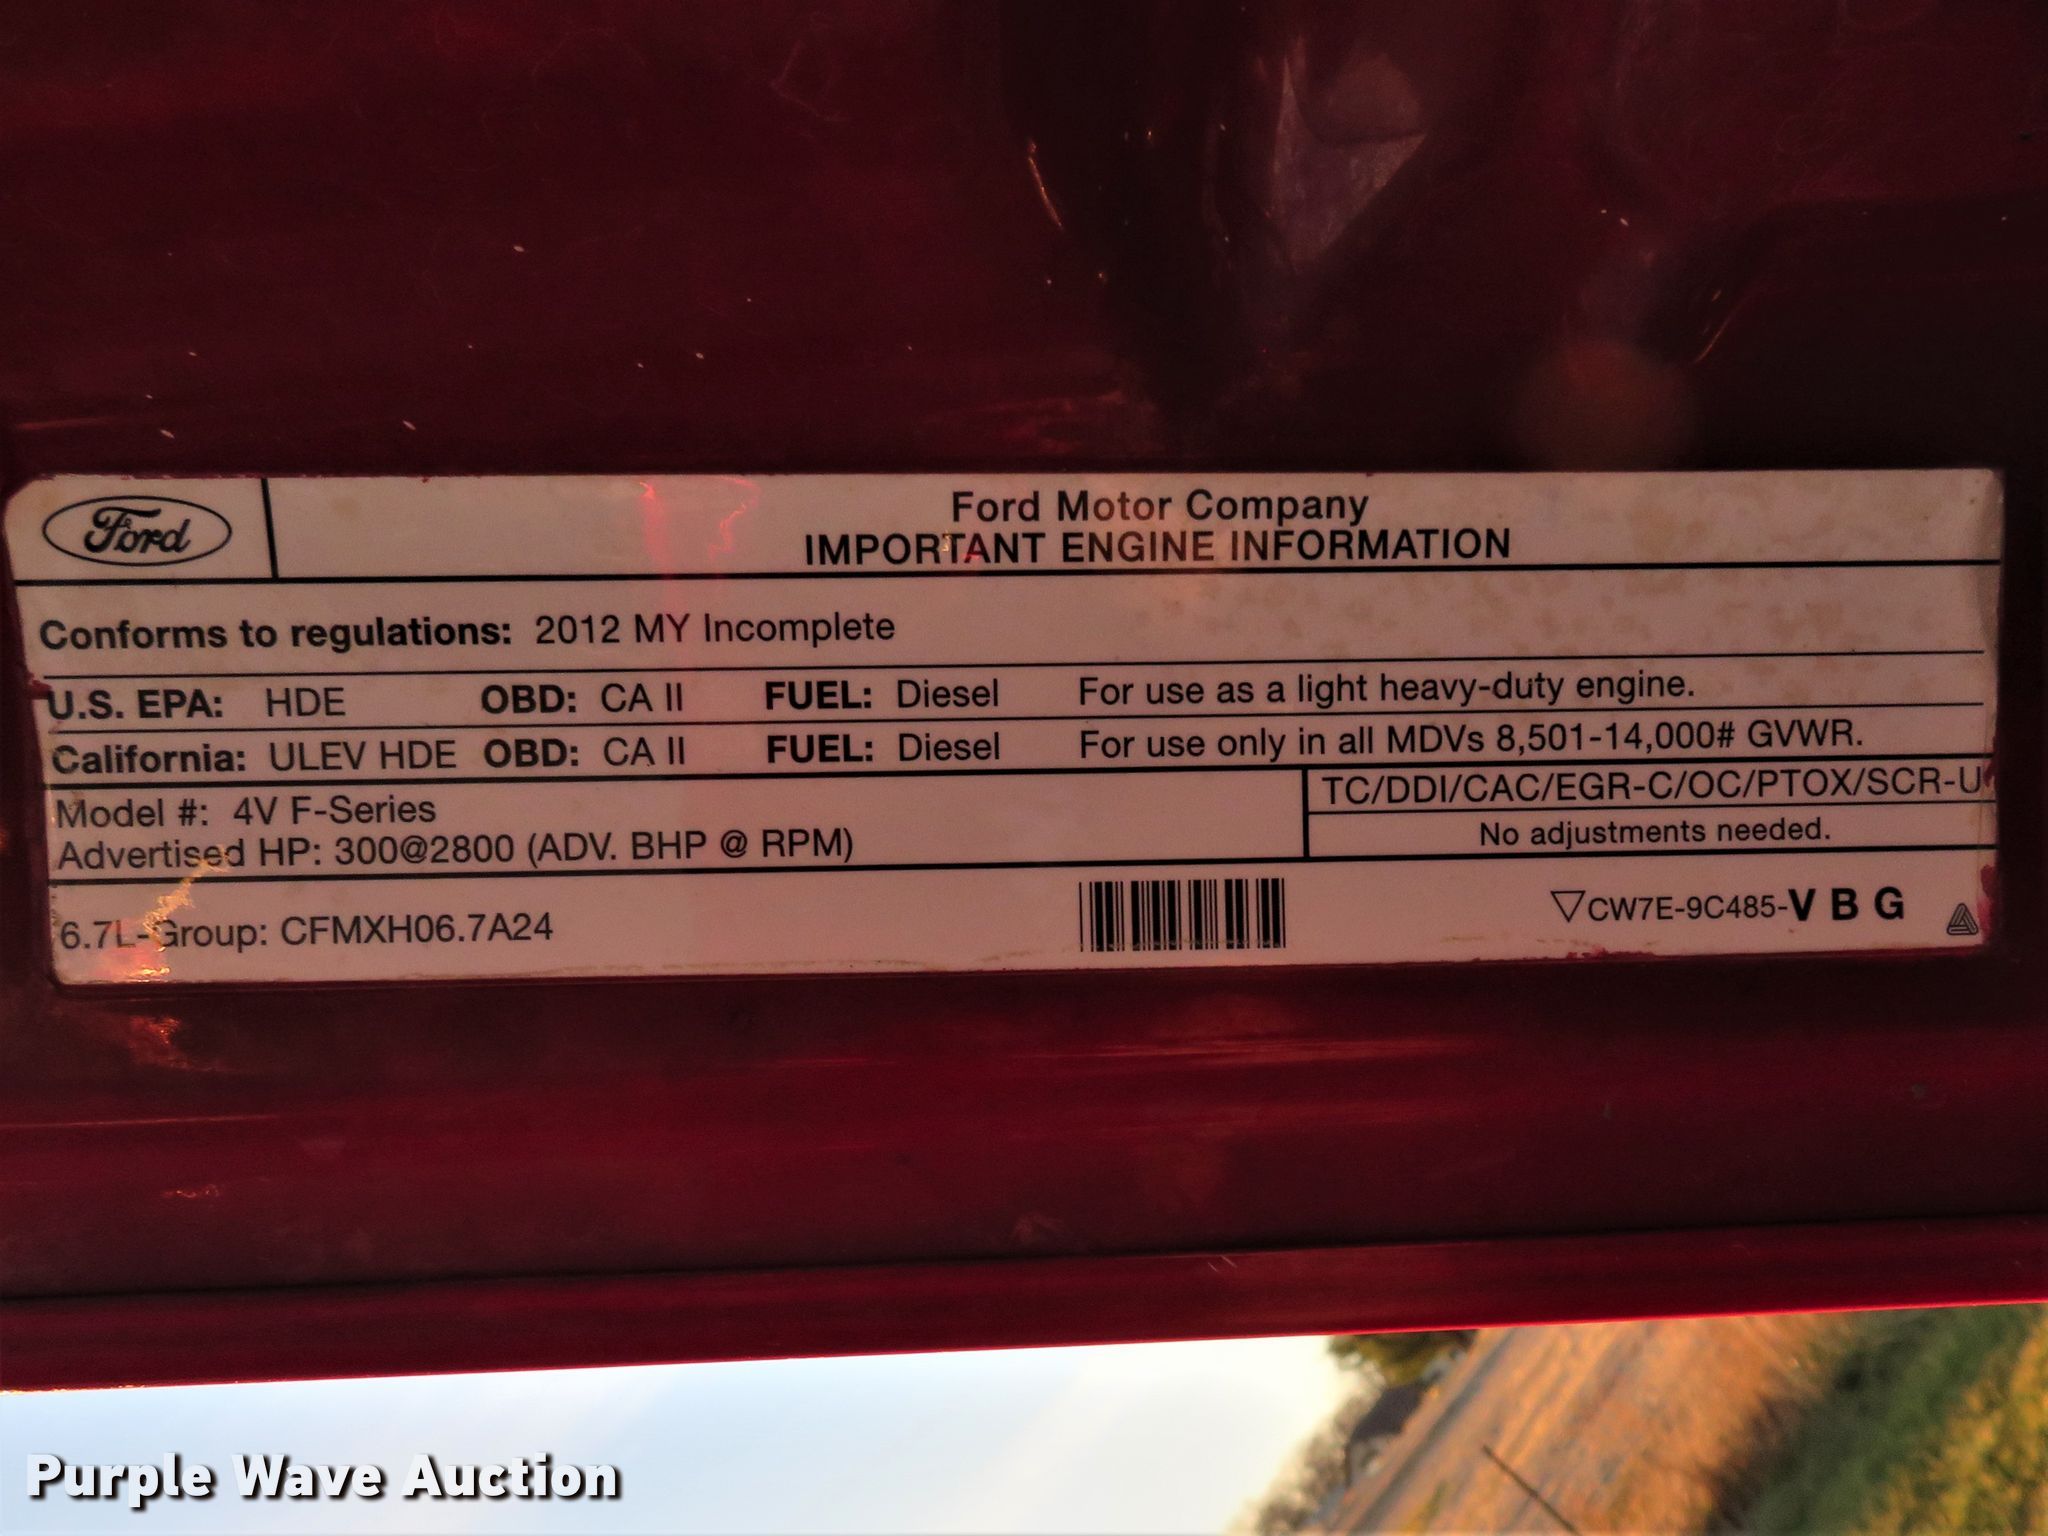 Ford
Ford Motor Company
IMPORTANT ENGINE INFORMATION
Conforms to regulations: 2012 MY Incomplete
U.S. EPA: HDE OBD: CA II FUEL: Diesel For use as a light heavy-duty engine.
California: ULEV HDE OBD: CA II FUEL: Diesel For use only in all MDVs 8,501-14,000# GVWR.
Model #: 4V F-Series
Advertised HP: 300@2800 (ADV. BHP @ RPM)
TC/DDI/CAC/EGR-C/OC/PTOX/SCR-U
No adjustments needed.
6.7L-Group: CFMXH06.7A24
CW7E-9C485-VBG
Purple Wave Auction